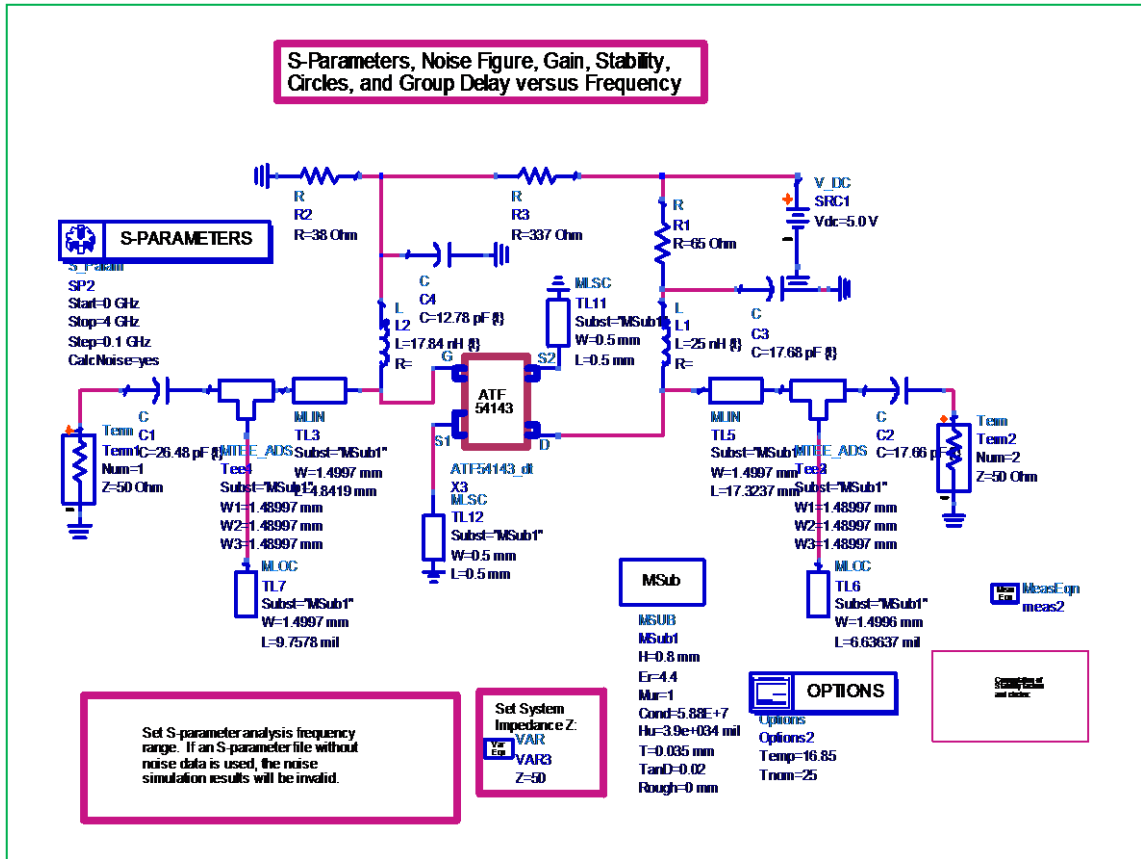 S-Parameters, Noise Figure, Gain, Stability,
Circles, and Group Delay versus Frequency
R
R2
R=38 Ohm
R
R3
R=337 Ohm
R
R1
R=65 Ohm
V_DC
SRC1
Vdc=5.0 V
S-PARAMETERS
S_Param
SP2
Start=0 GHz
Stop=4 GHz
Step=0.1 GHz
CalcNoise=yes
C
C4
C=12.78 pF {t}
L
L2
L=17.84 nH {t}
R=
MLSC
TL11
Subst="MSub1"
W=0.5 mm
L=0.5 mm
L
L1
L=25 nH {t}
R=
C
C3
C=17.68 pF {t}
G
S2
ATF
54143
S1
D
ATF54143_dt
X3
Term
Term1
Num=1
Z=50 Ohm
C
C1
C=26.48 pF {t}
MTEE_ADS
Tee4
Subst="MSub1"
W1=1.48997 mm
W2=1.48997 mm
W3=1.48997 mm
MLIN
TL3
Subst="MSub1"
W=1.4997 mm
L=4.8419 mm
MLSC
TL12
Subst="MSub1"
W=0.5 mm
L=0.5 mm
MLIN
TL5
Subst="MSub1"
W=1.4997 mm
L=17.3237 mm
MTEE_ADS
Subst="MSub1"
W1=1.48997 mm
W2=1.48997 mm
W3=1.48997 mm
C
C2
C=17.66 pF
Term
Term2
Num=2
Z=50 Ohm
MLOC
TL7
Subst="MSub1"
W=1.4997 mm
L=9.7578 mil
MLOC
TL6
Subst="MSub1"
W=1.4996 mm
L=6.63637 mil
MSub
MSUB
MSub1
H=0.8 mm
Er=4.4
Mur=1
Cond=5.88E+7
Hu=3.9e+034 mil
T=0.035 mm
TanD=0.02
Rough=0 mm
Meas
Eqn
MeasEqn
meas2
OPTIONS
Options
Options2
Temp=16.85
Tnom=25
Set S-parameter analysis frequency
range. If an S-parameter file without
noise data is used, the noise
simulation results will be invalid.
Set System
Impedance Z:
Var
Eqn
VAR
VAR3
Z=50